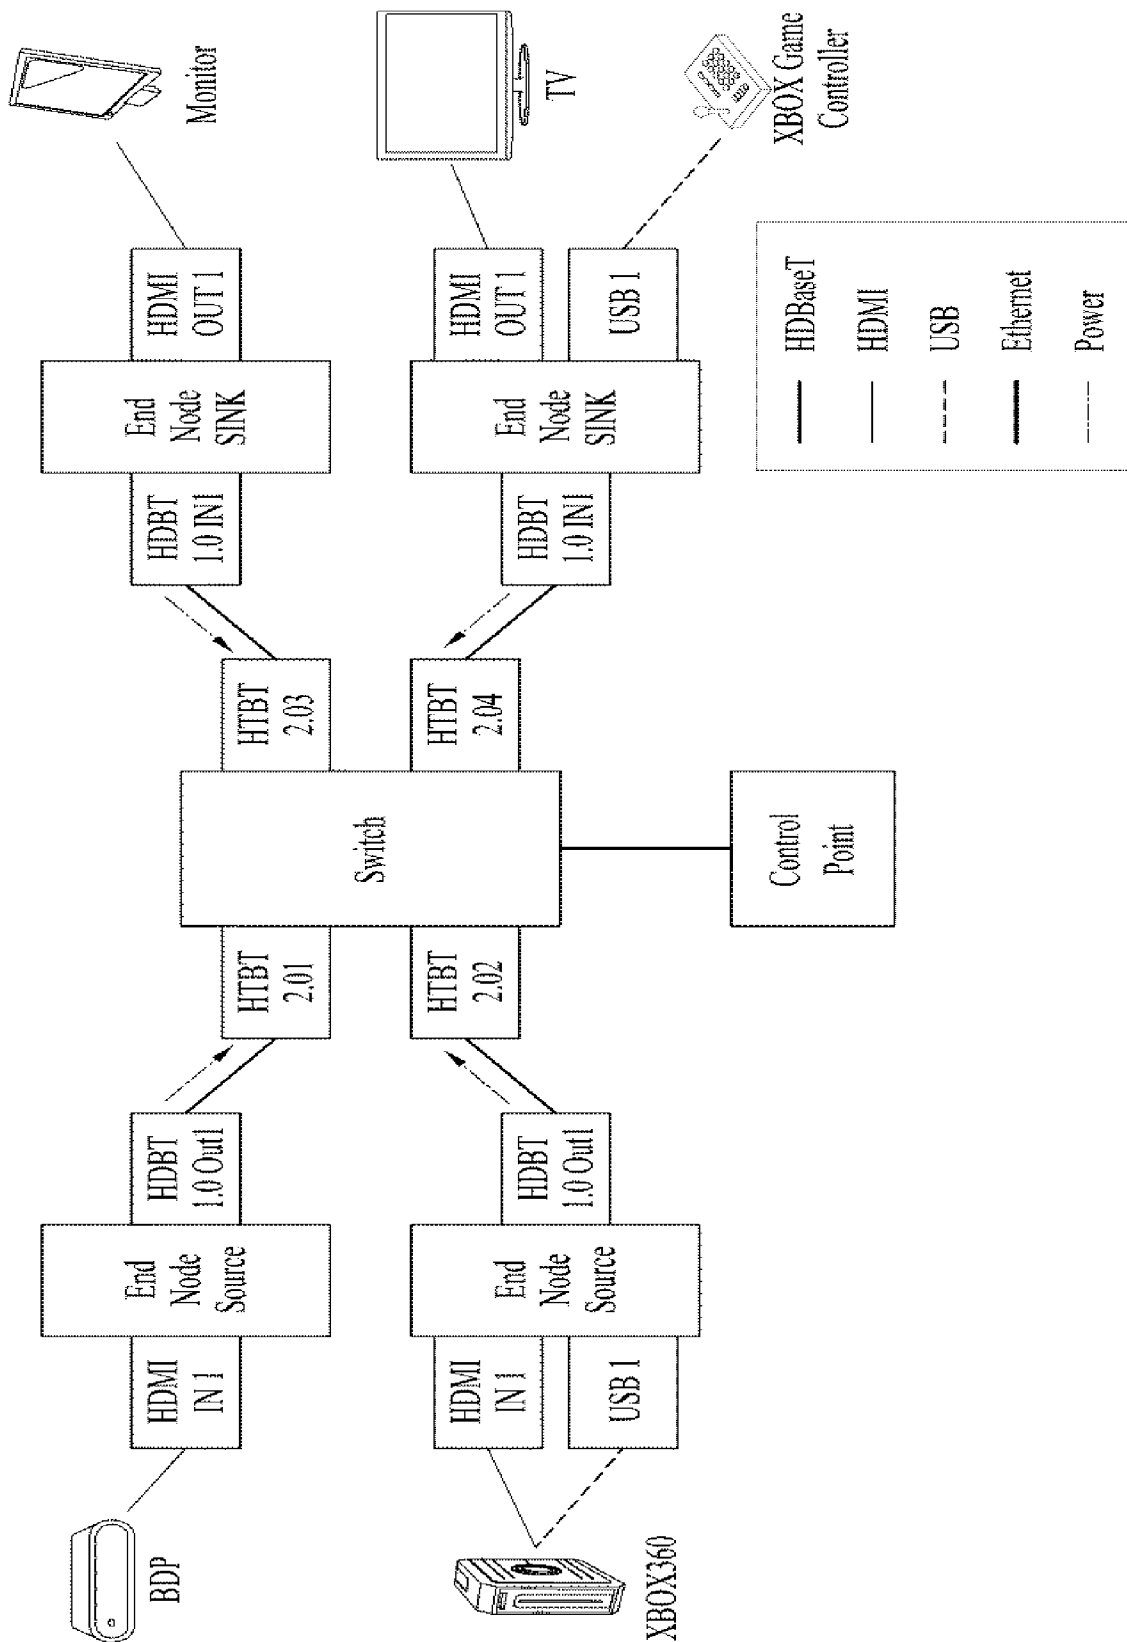 BDP
HDMI
IN 1
End
Node
Source
HDBT
1.0 Out1
HTBT
2.01
Switch
HTBT
2.03
HDBT
1.0 IN1
End
Node
SINK
HDMI
OUT 1
Monitor
XBOX360
HDMI
IN 1
USB 1
End
Node
Source
HDBT
1.0 Out1
HTBT
2.02
HTBT
2.04
HDBT
1.0 IN1
End
Node
SINK
HDMI
OUT 1
USB 1
TV
XBOX Game
Controller
Control
Point
HDBaseT
HDMI
USB
Ethernet
Power